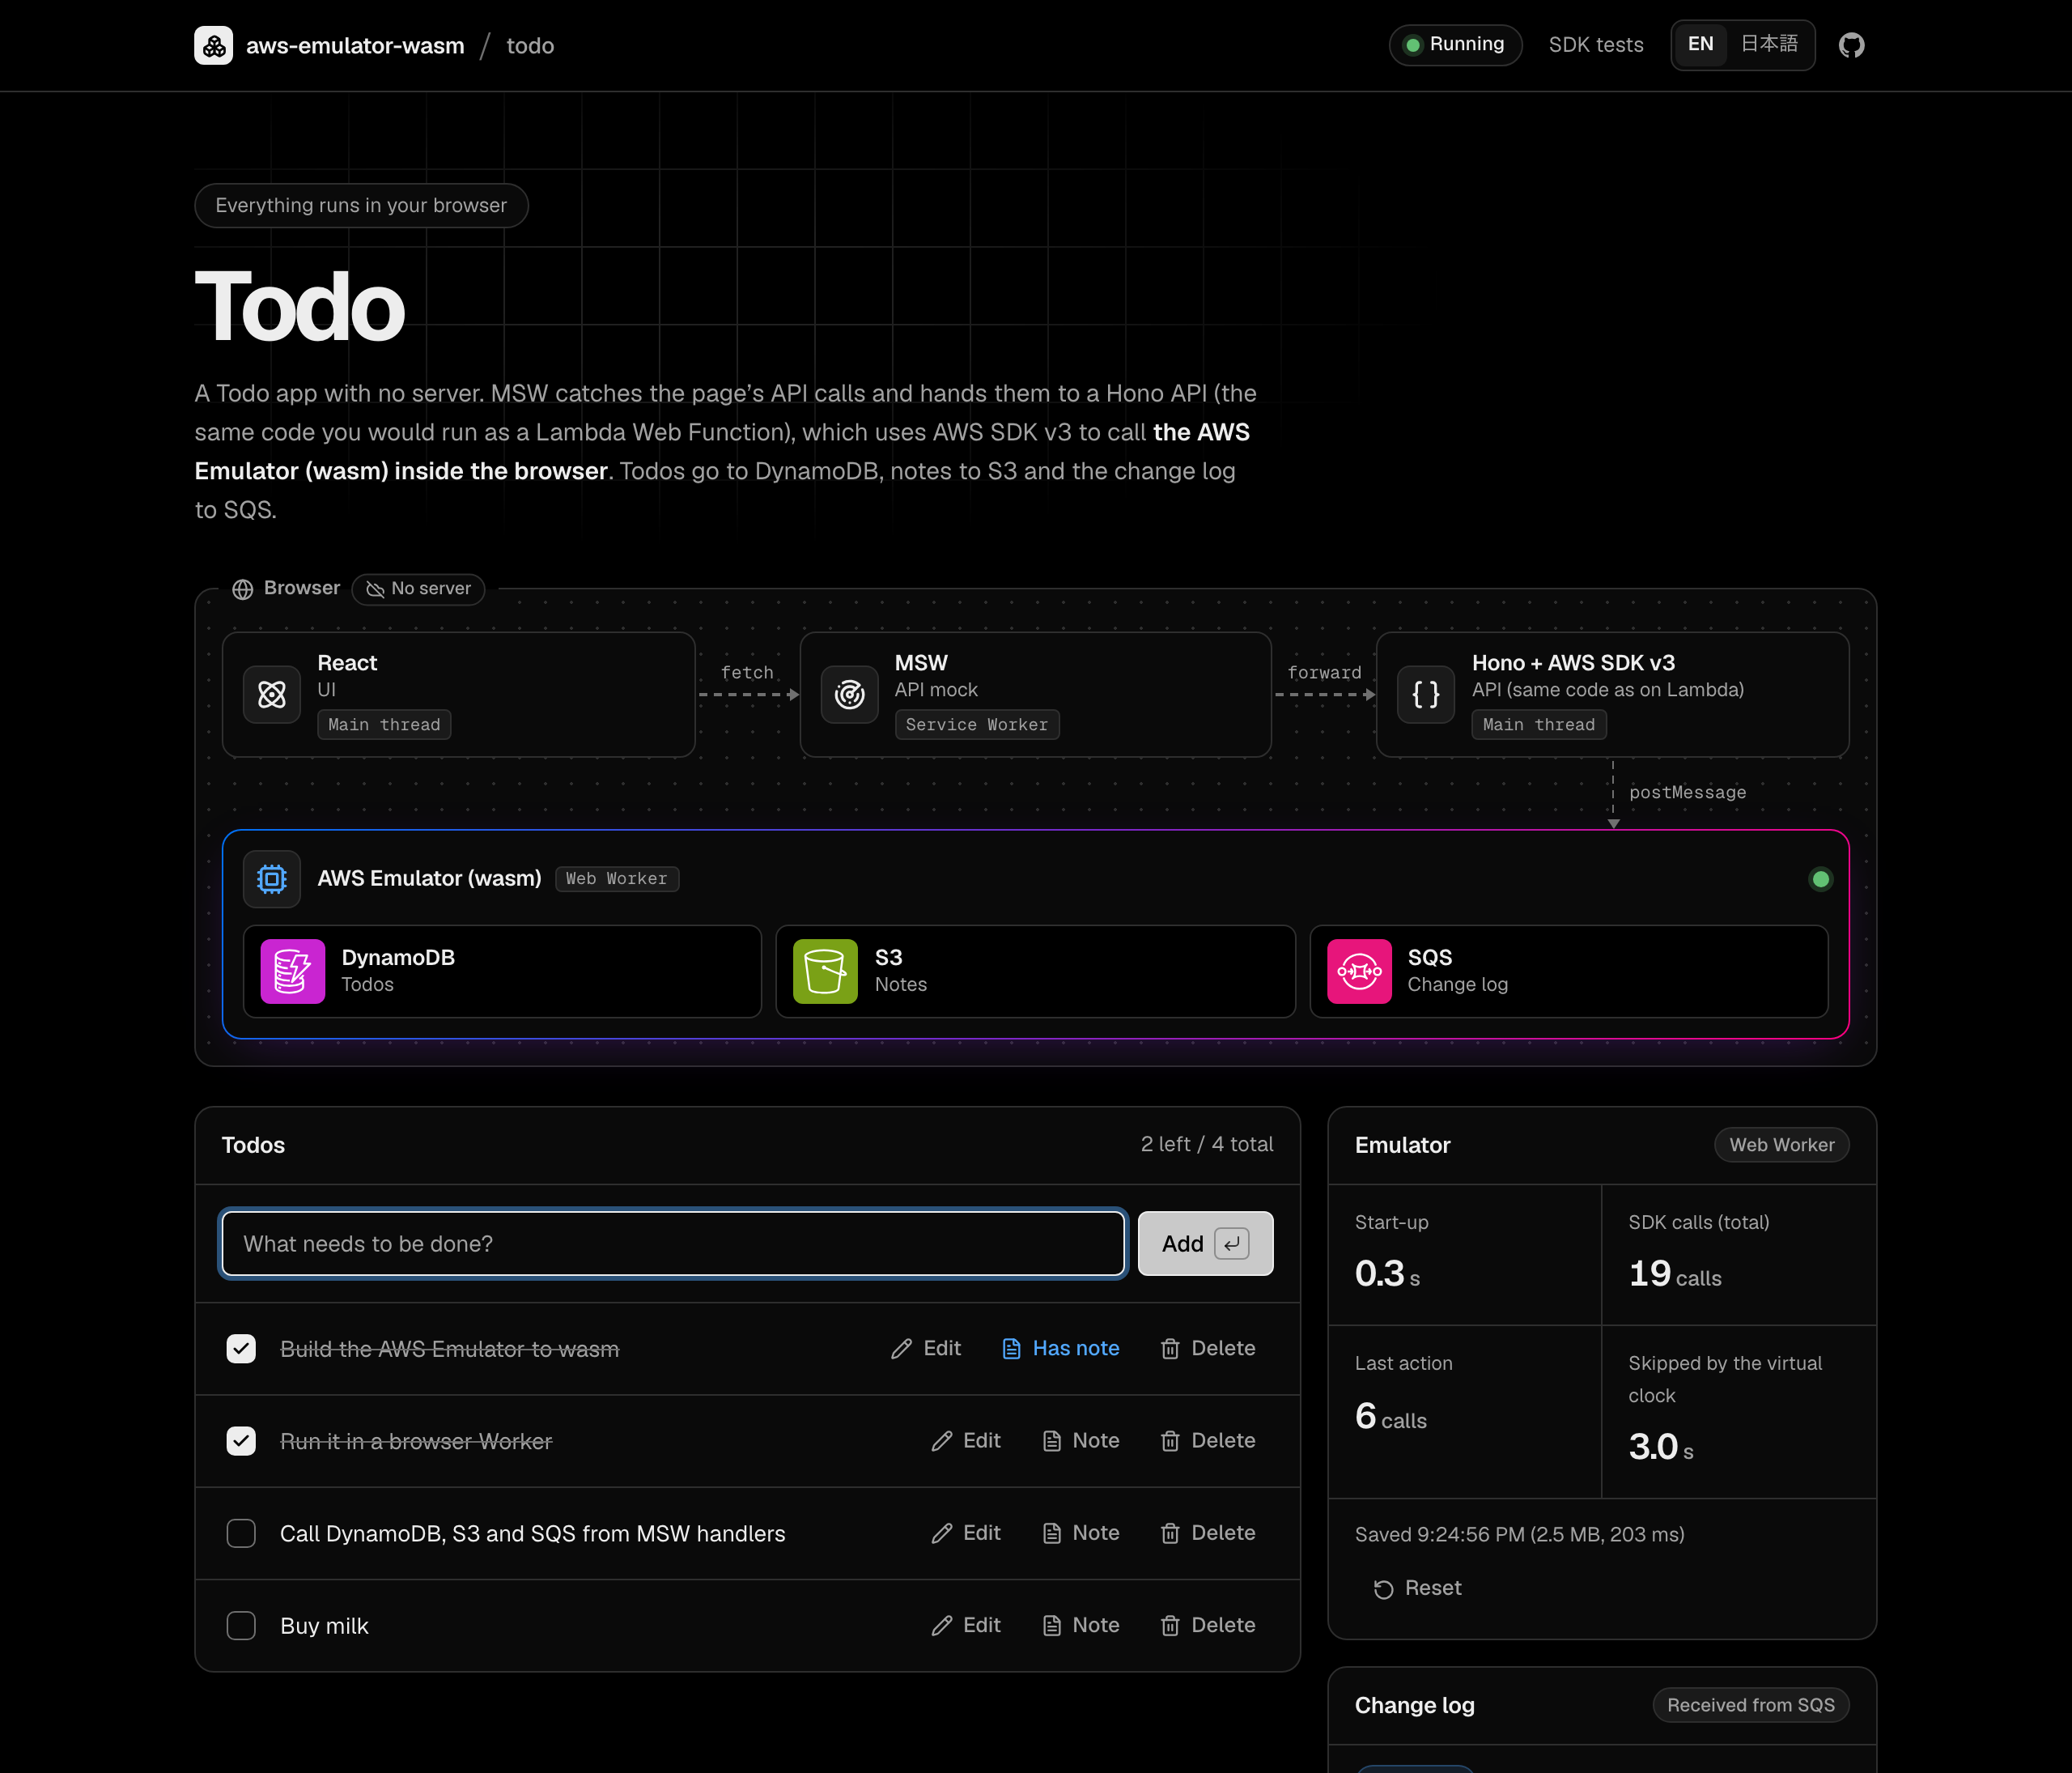 aws-emulator-wasm / todo
Running
SDK tests
EN
日本語
Everything runs in your browser
Todo
A Todo app with no server. MSW catches the page’s API calls and hands them to a Hono API (the
same code you would run as a Lambda Web Function), which uses AWS SDK v3 to call the AWS
Emulator (wasm) inside the browser. Todos go to DynamoDB, notes to S3 and the change log
to SQS.
Browser
No server
React
UI
Main thread
fetch
MSW
API mock
Service Worker
forward
Hono + AWS SDK v3
API (same code as on Lambda)
Main thread
postMessage
AWS Emulator (wasm)
Web Worker
DynamoDB
Todos
S3
Notes
SQS
Change log
Todos
2 left / 4 total
What needs to be done?
Add
Build the AWS Emulator to wasm
Edit
Has note
Delete
Run it in a browser Worker
Edit
Note
Delete
Call DynamoDB, S3 and SQS from MSW handlers
Edit
Note
Delete
Buy milk
Edit
Note
Delete
Emulator
Web Worker
Start-up
0.3 s
SDK calls (total)
19 calls
Last action
6 calls
Skipped by the virtual
clock
3.0 s
Saved 9:24:56 PM (2.5 MB, 203 ms)
Reset
Change log
Received from SQS